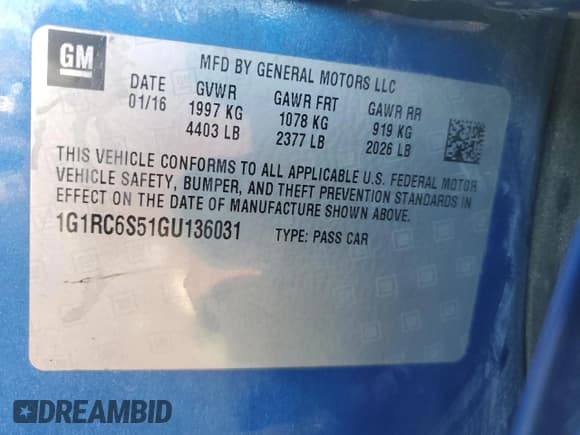 GM
MFD BY GENERAL MOTORS LLC
DATE GVWR GAWR FRT GAWR RR
01/16 1997 KG 1078 KG 919 KG
4403 LB 2377 LB 2026 LB
THIS VEHICLE CONFORMS TO ALL APPLICABLE U.S. FEDERAL MOTOR
VEHICLE SAFETY, BUMPER, AND THEFT PREVENTION STANDARDS IN
EFFECT ON THE DATE OF MANUFACTURE SHOWN ABOVE.
1G1RC6S51GU136031 TYPE: PASS CAR
DREAMBID